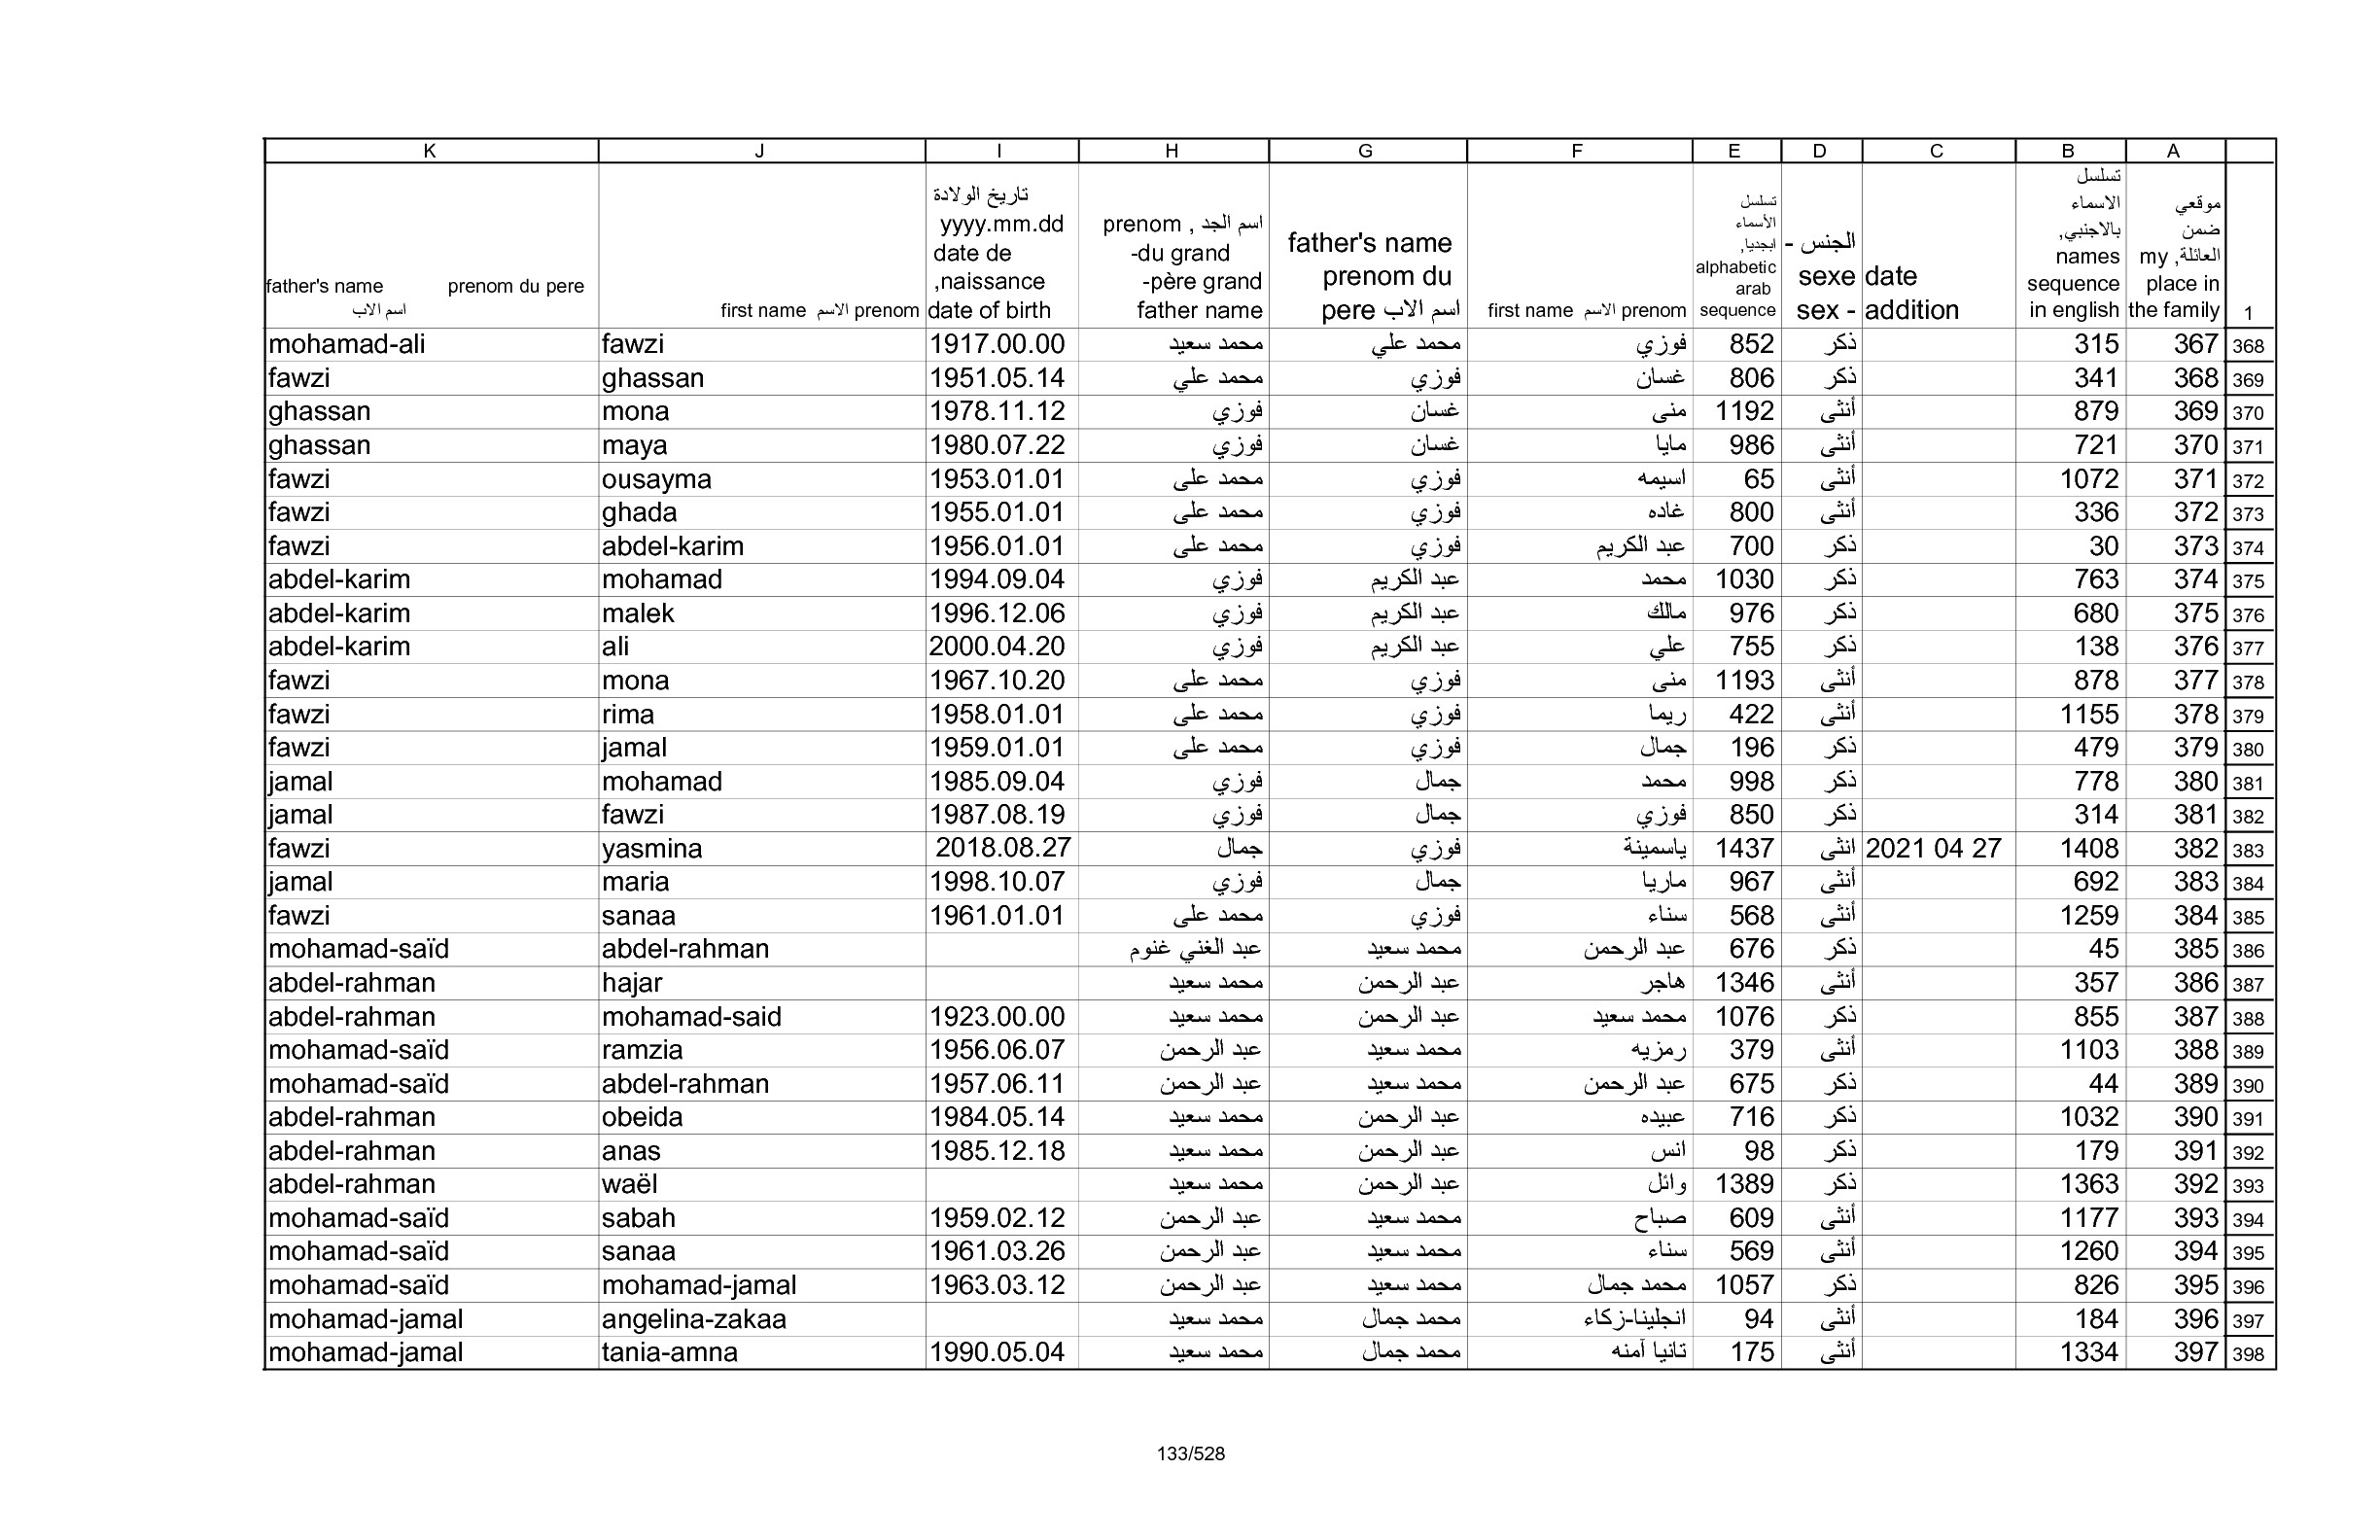 K J I H G F E D C B A
father's name prenom du pere اسم الاب
first name الاسم prenom
تاريخ الولادة yyyy.mm.dd date de naissance, date of birth
اسم الجد , prenom du grand- père grand- father name
father's name prenom du pere اسم الاب
first name الاسم prenom
تسلسل الأسماء ابجديا, alphabetic arab sequence
الجنس - sexe sex -
date addition
تسلسل الاسماء بالاجنبي, names sequence in english
موقعي ضمن العائلة, my place in the family
1
mohamad-ali fawzi 1917.00.00 محمد سعيد محمد علي فوزي 852 ذكر 315 367 368
fawzi ghassan 1951.05.14 محمد علي فوزي غسان 806 ذكر 341 368 369
ghassan mona 1978.11.12 فوزي غسان منى 1192 أنثى 879 369 370
ghassan maya 1980.07.22 فوزي غسان مايا 986 أنثى 721 370 371
fawzi ousayma 1953.01.01 محمد على فوزي اسيمه 65 أنثى 1072 371 372
fawzi ghada 1955.01.01 محمد على فوزي غاده 800 أنثى 336 372 373
fawzi abdel-karim 1956.01.01 محمد على فوزي عبد الكريم 700 ذكر 30 373 374
abdel-karim mohamad 1994.09.04 فوزي عبد الكريم محمد 1030 ذكر 763 374 375
abdel-karim malek 1996.12.06 فوزي عبد الكريم مالك 976 ذكر 680 375 376
abdel-karim ali 2000.04.20 فوزي عبد الكريم علي 755 ذكر 138 376 377
fawzi mona 1967.10.20 محمد على فوزي منى 1193 أنثى 878 377 378
fawzi rima 1958.01.01 محمد على فوزي ريما 422 أنثى 1155 378 379
fawzi jamal 1959.01.01 محمد على فوزي جمال 196 ذكر 479 379 380
jamal mohamad 1985.09.04 فوزي جمال محمد 998 ذكر 778 380 381
jamal fawzi 1987.08.19 فوزي جمال فوزي 850 ذكر 314 381 382
fawzi yasmina 2018.08.27 جمال فوزي ياسمينة 1437 انثى 2021 04 27 1408 382 383
jamal maria 1998.10.07 فوزي جمال ماريا 967 أنثى 692 383 384
fawzi sanaa 1961.01.01 محمد على فوزي سناء 568 أنثى 1259 384 385
mohamad-saïd abdel-rahman عبد الغني غنوم محمد سعيد عبد الرحمن 676 ذكر 45 385 386
abdel-rahman hajar محمد سعيد عبد الرحمن هاجر 1346 أنثى 357 386 387
abdel-rahman mohamad-said 1923.00.00 محمد سعيد عبد الرحمن محمد سعيد 1076 ذكر 855 387 388
mohamad-saïd ramzia 1956.06.07 عبد الرحمن محمد سعيد رمزيه 379 أنثى 1103 388 389
mohamad-saïd abdel-rahman 1957.06.11 عبد الرحمن محمد سعيد عبد الرحمن 675 ذكر 44 389 390
abdel-rahman obeida 1984.05.14 محمد سعيد عبد الرحمن عبيده 716 ذكر 1032 390 391
abdel-rahman anas 1985.12.18 محمد سعيد عبد الرحمن انس 98 ذكر 179 391 392
abdel-rahman waël محمد سعيد عبد الرحمن وائل 1389 ذكر 1363 392 393
mohamad-saïd sabah 1959.02.12 عبد الرحمن محمد سعيد صباح 609 أنثى 1177 393 394
mohamad-saïd sanaa 1961.03.26 عبد الرحمن محمد سعيد سناء 569 أنثى 1260 394 395
mohamad-saïd mohamad-jamal 1963.03.12 عبد الرحمن محمد سعيد محمد جمال 1057 ذكر 826 395 396
mohamad-jamal angelina-zakaa محمد سعيد محمد جمال انجلينا-زكاء 94 أنثى 184 396 397
mohamad-jamal tania-amna 1990.05.04 محمد سعيد محمد جمال تانيا آمنه 175 أنثى 1334 397 398
133/528